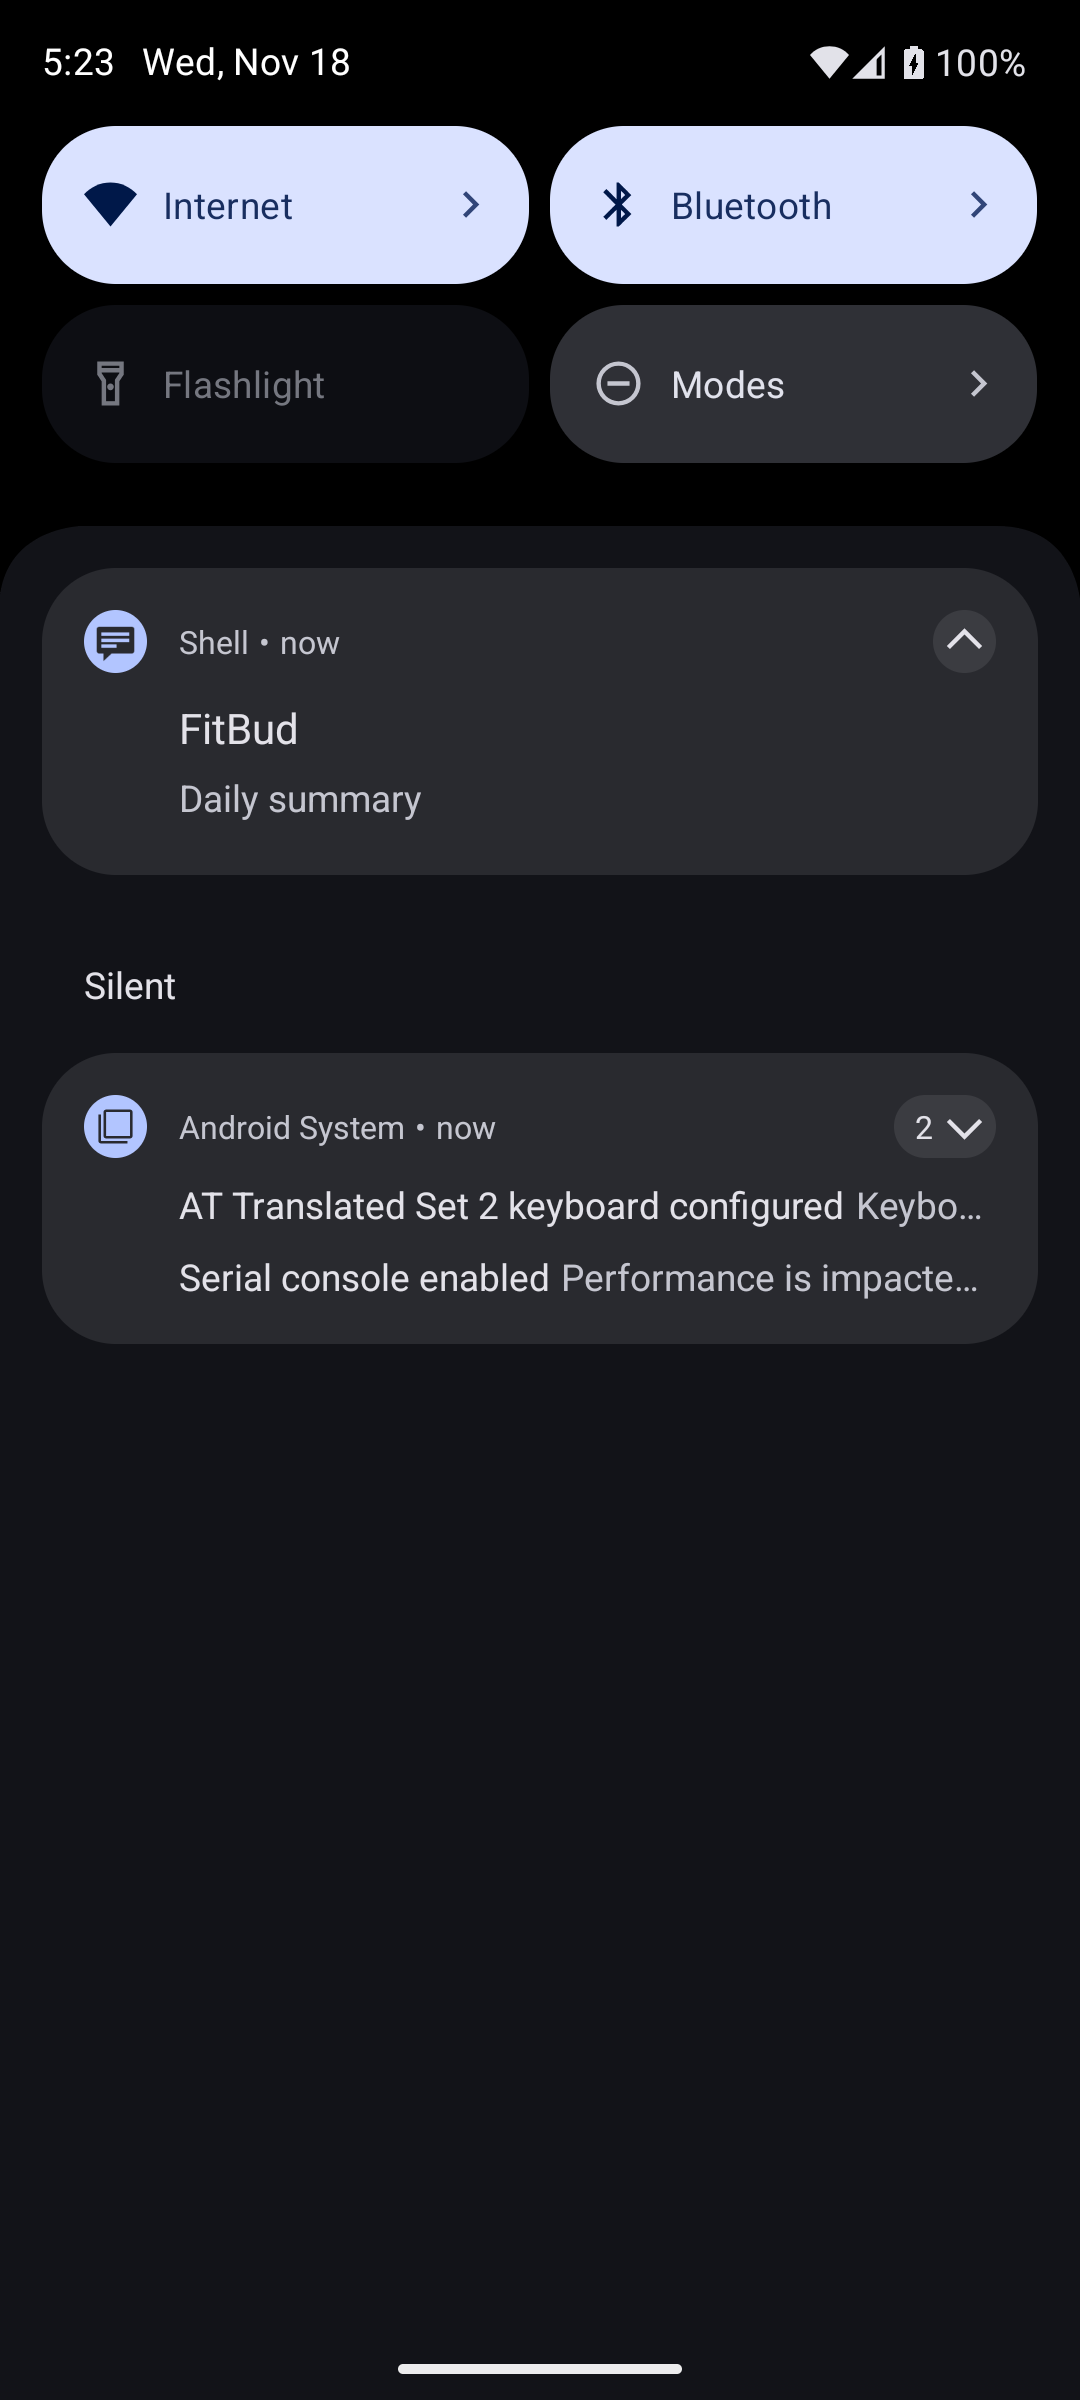 5:23 Wed, Nov 18 100%
Internet Bluetooth
Flashlight Modes
Shell • now
FitBud
Daily summary
Silent
Android System • now 2
AT Translated Set 2 keyboard configured Keybo…
Serial console enabled Performance is impacte…